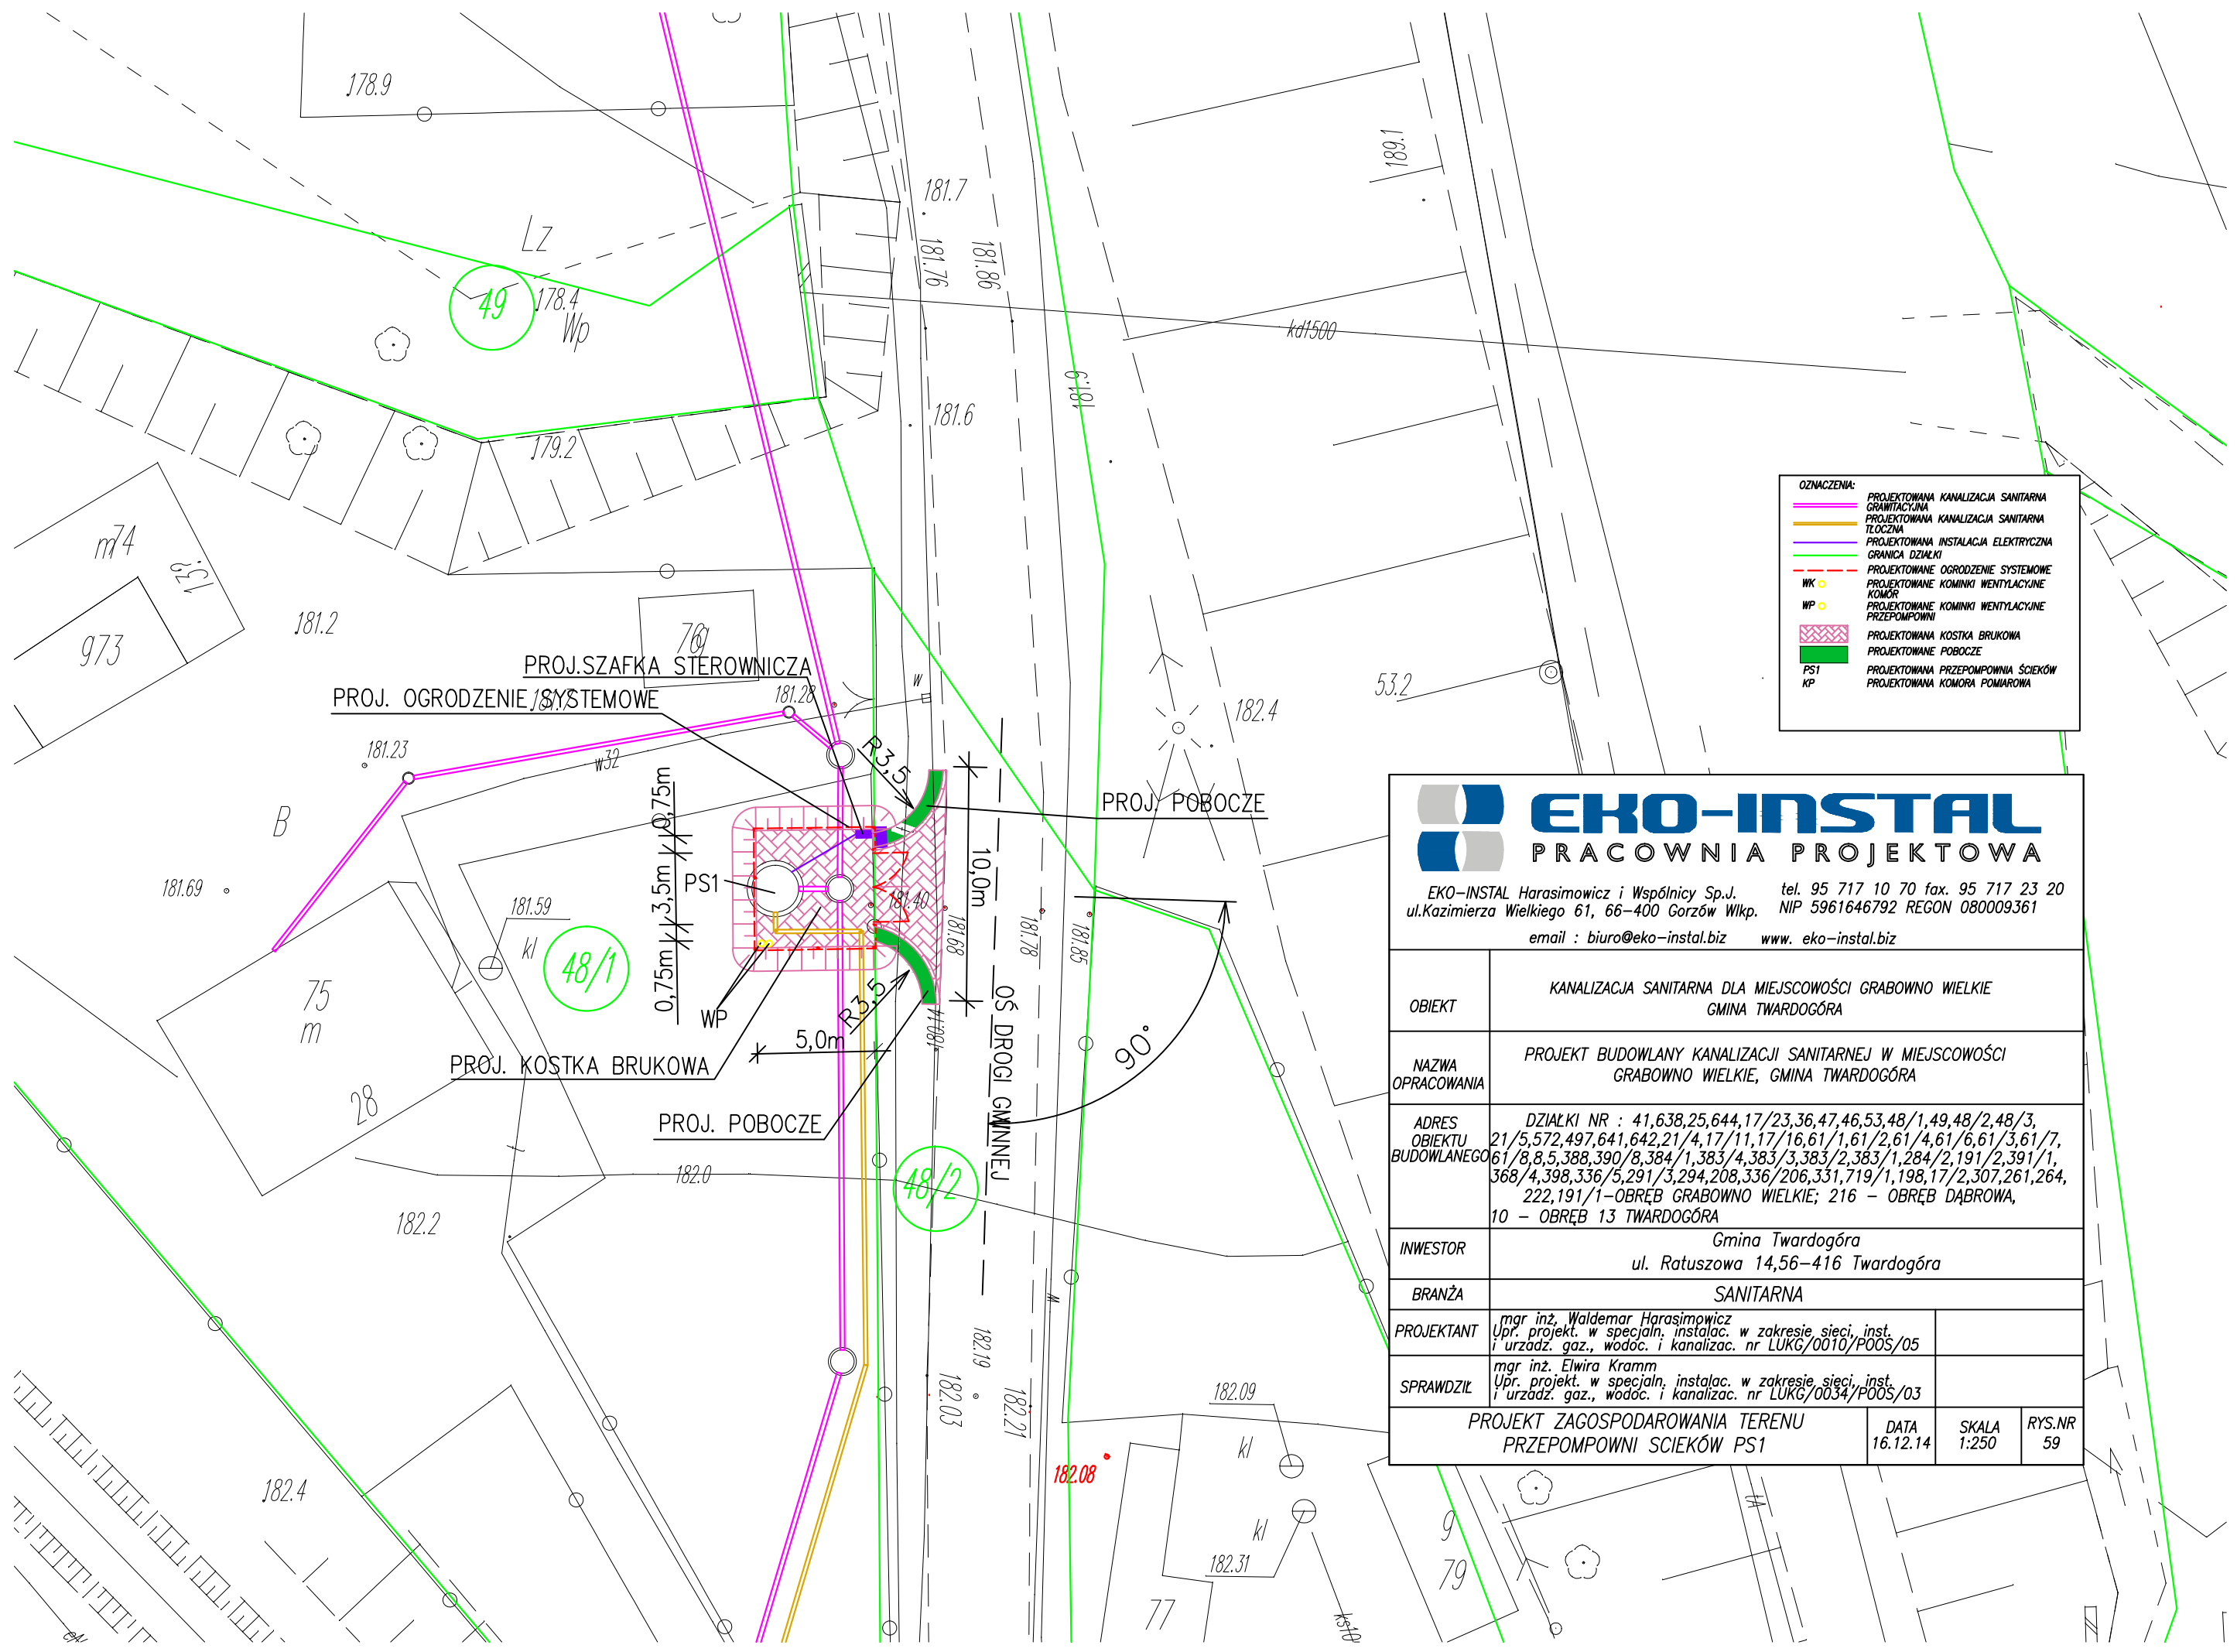 178.9
Lz
49
178.4
Wp
181.7
181.76
181.86
189.1
kd1500
181.9
181.6
179.2
m74
132
973
181.2
76g
PROJ.SZAFKA STEROWNICZA
PROJ. OGRODZENIE SYSTEMOWE
181.28
w
182.4
53.2
181.23
w32
B
R3,5
0,75m
3,5m
0,75m
PROJ. POBOCZE
10,0m
PS1
181.40
181.69
181.59
kl
48/1
181.68
181.78
181.85
WP
R3,5
180.14
5,0m
PROJ. KOSTKA BRUKOWA
OŚ DROGI GMINNEJ
90°
75
m
28
PROJ. POBOCZE
t
182.0
48/2
182.2
w
182.19
182.03
182.21
182.09
kl
182.08
kl
182.31
182.4
77
ks10
9
79
tA
OZNACZENIA:
PROJEKTOWANA KANALIZACJA SANITARNA
GRAWITACYJNA
PROJEKTOWANA KANALIZACJA SANITARNA
TŁOCZNA
PROJEKTOWANA INSTALACJA ELEKTRYCZNA
GRANICA DZIAŁKI
PROJEKTOWANE OGRODZENIE SYSTEMOWE
WK PROJEKTOWANE KOMINKI WENTYLACYJNE
KOMÓR
WP PROJEKTOWANE KOMINKI WENTYLACYJNE
PRZEPOMPOWNI
PROJEKTOWANA KOSTKA BRUKOWA
PROJEKTOWANE POBOCZE
PS1 PROJEKTOWANA PRZEPOMPOWNIA ŚCIEKÓW
KP PROJEKTOWANA KOMORA POMIAROWA
EKO-INSTAL
PRACOWNIA PROJEKTOWA
EKO-INSTAL Harasimowicz i Wspólnicy Sp.J. tel. 95 717 10 70 fax. 95 717 23 20
ul.Kazimierza Wielkiego 61, 66-400 Gorzów Wlkp. NIP 5961646792 REGON 080009361
email : biuro@eko-instal.biz www. eko-instal.biz
OBIEKT
KANALIZACJA SANITARNA DLA MIEJSCOWOŚCI GRABOWNO WIELKIE
GMINA TWARDOGÓRA
NAZWA
OPRACOWANIA
PROJEKT BUDOWLANY KANALIZACJI SANITARNEJ W MIEJSCOWOŚCI
GRABOWNO WIELKIE, GMINA TWARDOGÓRA
ADRES
OBIEKTU
BUDOWLANEGO
DZIAŁKI NR : 41,638,25,644,17/23,36,47,46,53,48/1,49,48/2,48/3,
21/5,572,497,641,642,21/4,17/11,17/16,61/1,61/2,61/4,61/6,61/3,61/7,
61/8,8,5,388,390/8,384/1,383/4,383/3,383/2,383/1,284/2,191/2,391/1,
368/4,398,336/5,291/3,294,208,336/206,331,719/1,198,17/2,307,261,264,
222,191/1-OBRĘB GRABOWNO WIELKIE; 216 - OBRĘB DĄBROWA,
10 - OBRĘB 13 TWARDOGÓRA
INWESTOR
Gmina Twardogóra
ul. Ratuszowa 14,56-416 Twardogóra
BRANŻA
SANITARNA
PROJEKTANT
mgr inż. Waldemar Harasimowicz
Upr. projekt. w specjaln. instalac. w zakresie sieci, inst.
i urządz. gaz., wodoc. i kanalizac. nr LUKG/0010/POOS/05
SPRAWDZIŁ
mgr inż. Elwira Kramm
Upr. projekt. w specjaln. instalac. w zakresie sieci, inst.
i urządz. gaz., wodoc. i kanalizac. nr LUKG/0034/POOS/03
PROJEKT ZAGOSPODAROWANIA TERENU
PRZEPOMPOWNI SCIEKÓW PS1
DATA
16.12.14
SKALA
1:250
RYS.NR
59